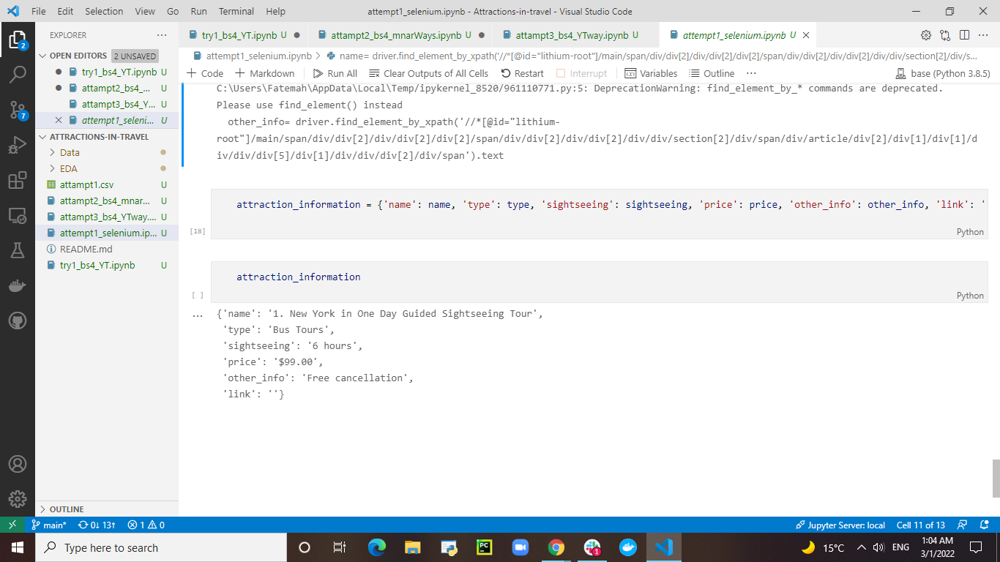 File Edit Selection View Go Run Terminal Help
attempt1_selenium.ipynb - Attractions-in-travel - Visual Studio Code
EXPLORER ...
try1_bs4_YT.ipynb U
attampt2_bs4_mnarWays.ipynb U
attampt3_bs4_YTway.ipynb U
attempt1_selenium.ipynb U
2
7
OPEN EDITORS 2 UNSAVED
try1_bs4_YT.ipynb U
attampt2_bs4_... U
attampt3_bs4_Y... U
attempt1_seleni... U
ATTRACTIONS-IN-TRAVEL
Data
EDA
attampt1.csv U
attampt2_bs4_mnar... U
attampt3_bs4_YTway.... U
attempt1_selenium.ip... U
README.md
try1_bs4_YT.ipynb U
OUTLINE
attempt1_selenium.ipynb > name= driver.find_element_by_xpath('//*[@id="lithium-root"]/main/span/div/div[2]/div/div[2]/div[2]/span/div/div[2]/div/div[2]/div/div/section[2]/div/s...
+ Code + Markdown Run All Clear Outputs of All Cells Restart Interrupt Variables Outline ... base (Python 3.8.5)
C:\Users\Fatemah\AppData\Local\Temp/ipykernel_8520/961110771.py:5: DeprecationWarning: find_element_by_* commands are deprecated.
Please use find_element() instead
other_info= driver.find_element_by_xpath('//*[@id="lithium-
root"]/main/span/div/div[2]/div/div[2]/div[2]/span/div/div[2]/div/div[2]/div/div/section[2]/div/span/div/article/div[2]/div[1]/div[1]/d
iv/div/div[5]/div[1]/div/div/div[2]/div/span').text
attraction_information = {'name': name, 'type': type, 'sightseeing': sightseeing, 'price': price, 'other_info': other_info, 'link': '
[18]
Python
attraction_information
[ ]
Python
...
{'name': '1. New York in One Day Guided Sightseeing Tour',
'type': 'Bus Tours',
'sightseeing': '6 hours',
'price': '$99.00',
'other_info': 'Free cancellation',
'link': ''}
main* 0↓ 13↑ 1 0
Jupyter Server: local Cell 11 of 13
Type here to search
PC
1
15°C ENG
1:04 AM
3/1/2022